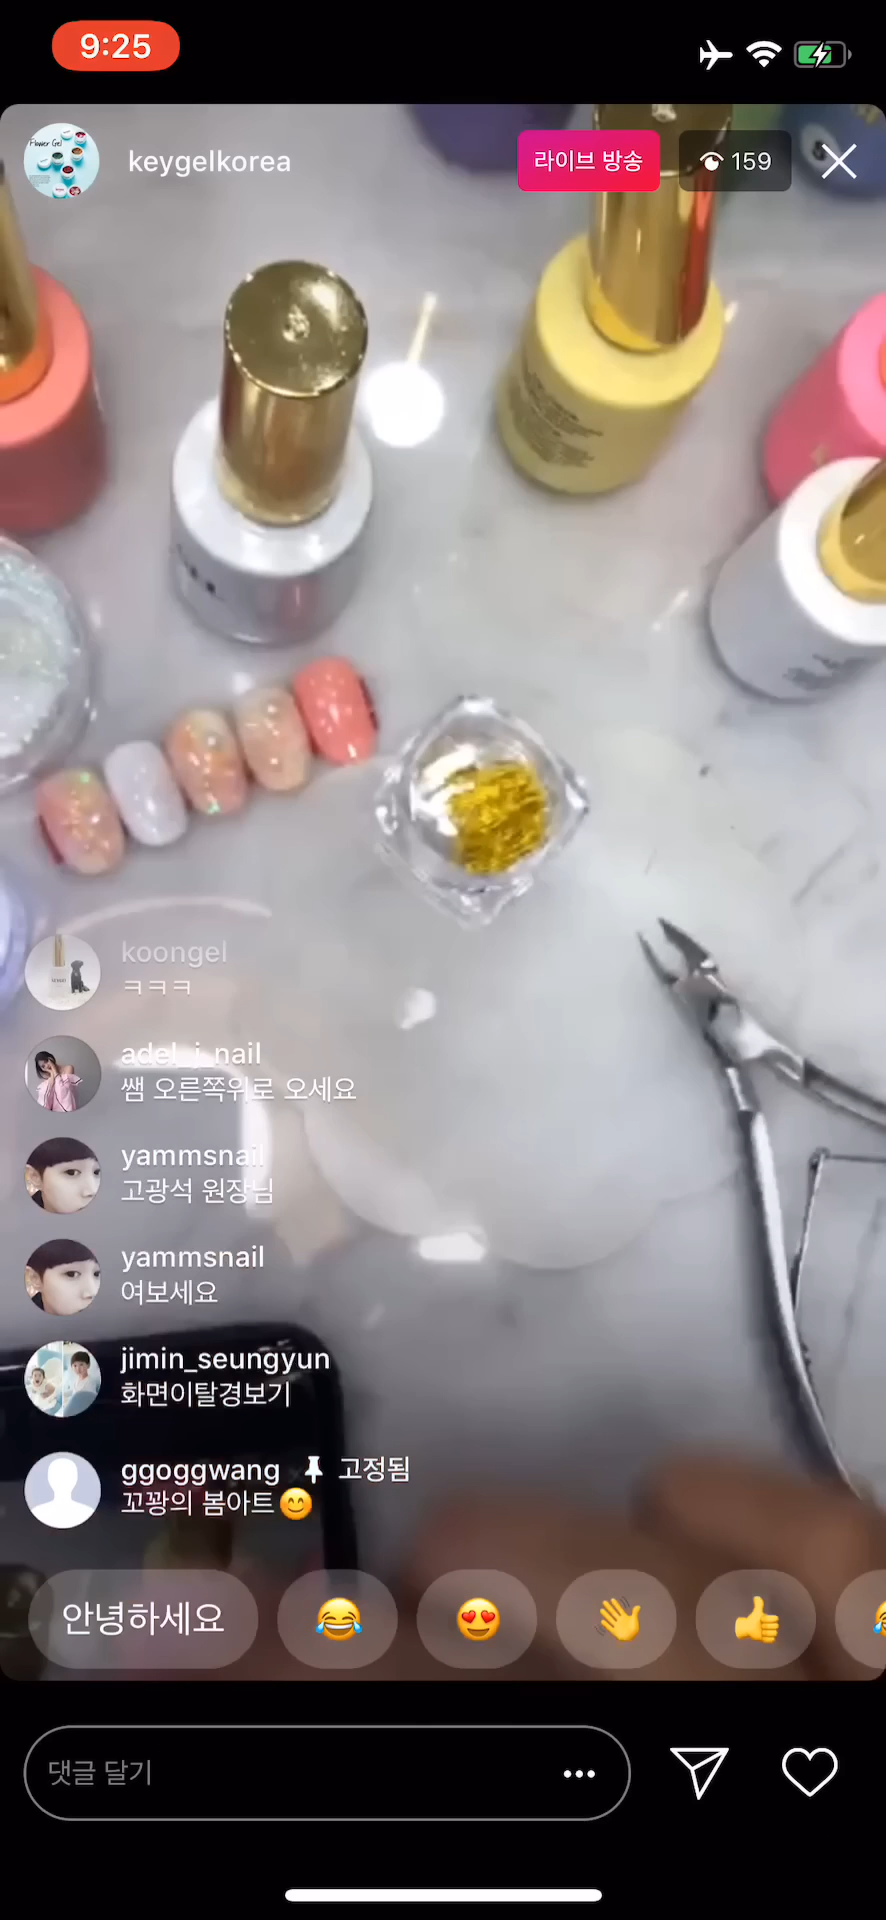 9:25
Flower Gel
keygelkorea
라이브 방송
159
koongel
ㅋㅋㅋ
adel_j_nail
쌤 오른쪽위로 오세요
yammsnail
고광석 원장님
yammsnail
여보세요
jimin_seungyun
화면이탈경보기
ggoggwang 고정됨
꼬꽝의 봄아트😊
안녕하세요 😂 😍 👋 👍
댓글 달기